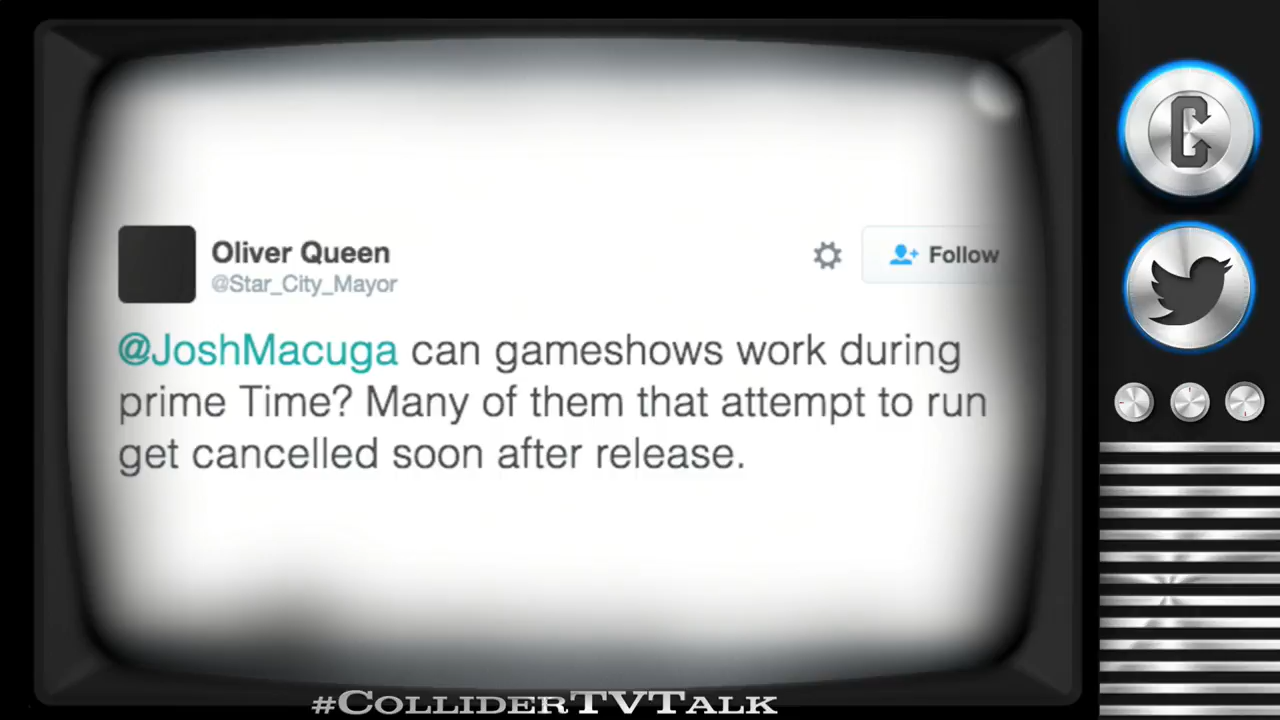 Oliver Queen
@Star_City_Mayor
Follow
@JoshMacuga can gameshows work during
prime Time? Many of them that attempt to run
get cancelled soon after release.
#ColliderTVTalk